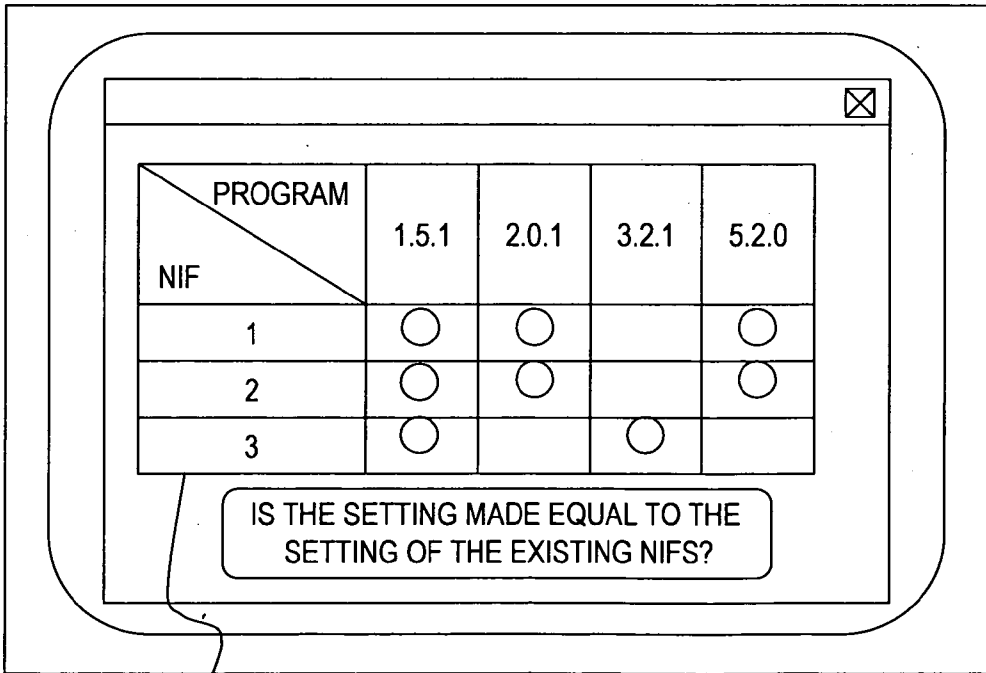 PROGRAM
NIF
1.5.1
2.0.1
3.2.1
5.2.0
1
2
3
IS THE SETTING MADE EQUAL TO THE
SETTING OF THE EXISTING NIFS?